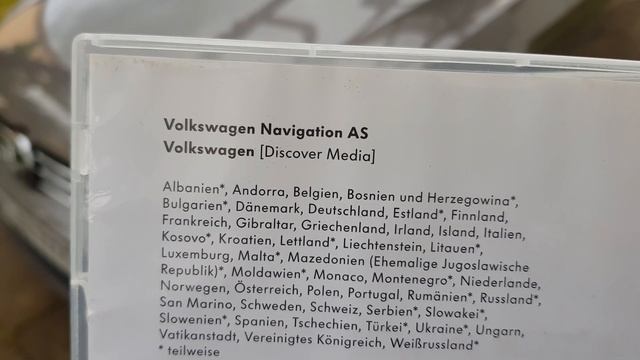 Volkswagen Navigation AS
Volkswagen [Discover Media]
Albanien*, Andorra, Belgien, Bosnien und Herzegowina*,
Bulgarien*, Dänemark, Deutschland, Estland*, Finnland,
Frankreich, Gibraltar, Griechenland, Irland, Island, Italien,
Kosovo*, Kroatien, Lettland*, Liechtenstein, Litauen*,
Luxemburg, Malta*, Mazedonien (Ehemalige Jugoslawische
Republik)*, Moldawien*, Monaco, Montenegro*, Niederlande,
Norwegen, Österreich, Polen, Portugal, Rumänien*, Russland*,
San Marino, Schweden, Schweiz, Serbien*, Slowakei*,
Slowenien*, Spanien, Tschechien, Türkei*, Ukraine*, Ungarn,
Vatikanstadt, Vereinigtes Königreich, Weißrussland*
* teilweise